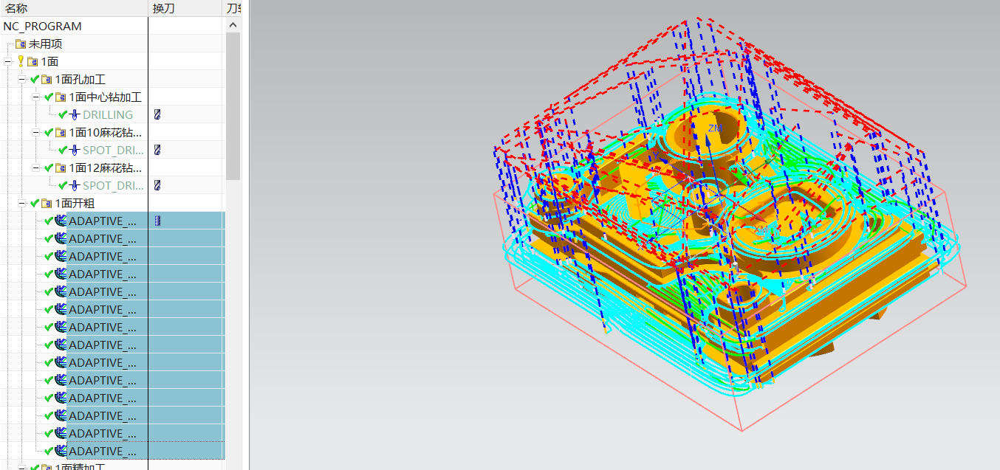 名称 换刀 刀轨
NC_PROGRAM
未用项
1面
1面孔加工
1面中心钻加工
DRILLING
1面10麻花钻...
SPOT_DRI...
1面12麻花钻...
SPOT_DRI...
1面开粗
ADAPTIVE_...
ADAPTIVE_...
ADAPTIVE_...
ADAPTIVE_...
ADAPTIVE_...
ADAPTIVE_...
ADAPTIVE_...
ADAPTIVE_...
ADAPTIVE_...
ADAPTIVE_...
ADAPTIVE_...
ADAPTIVE_...
ADAPTIVE_...
ADAPTIVE_...
1面精加工
ZM
XM